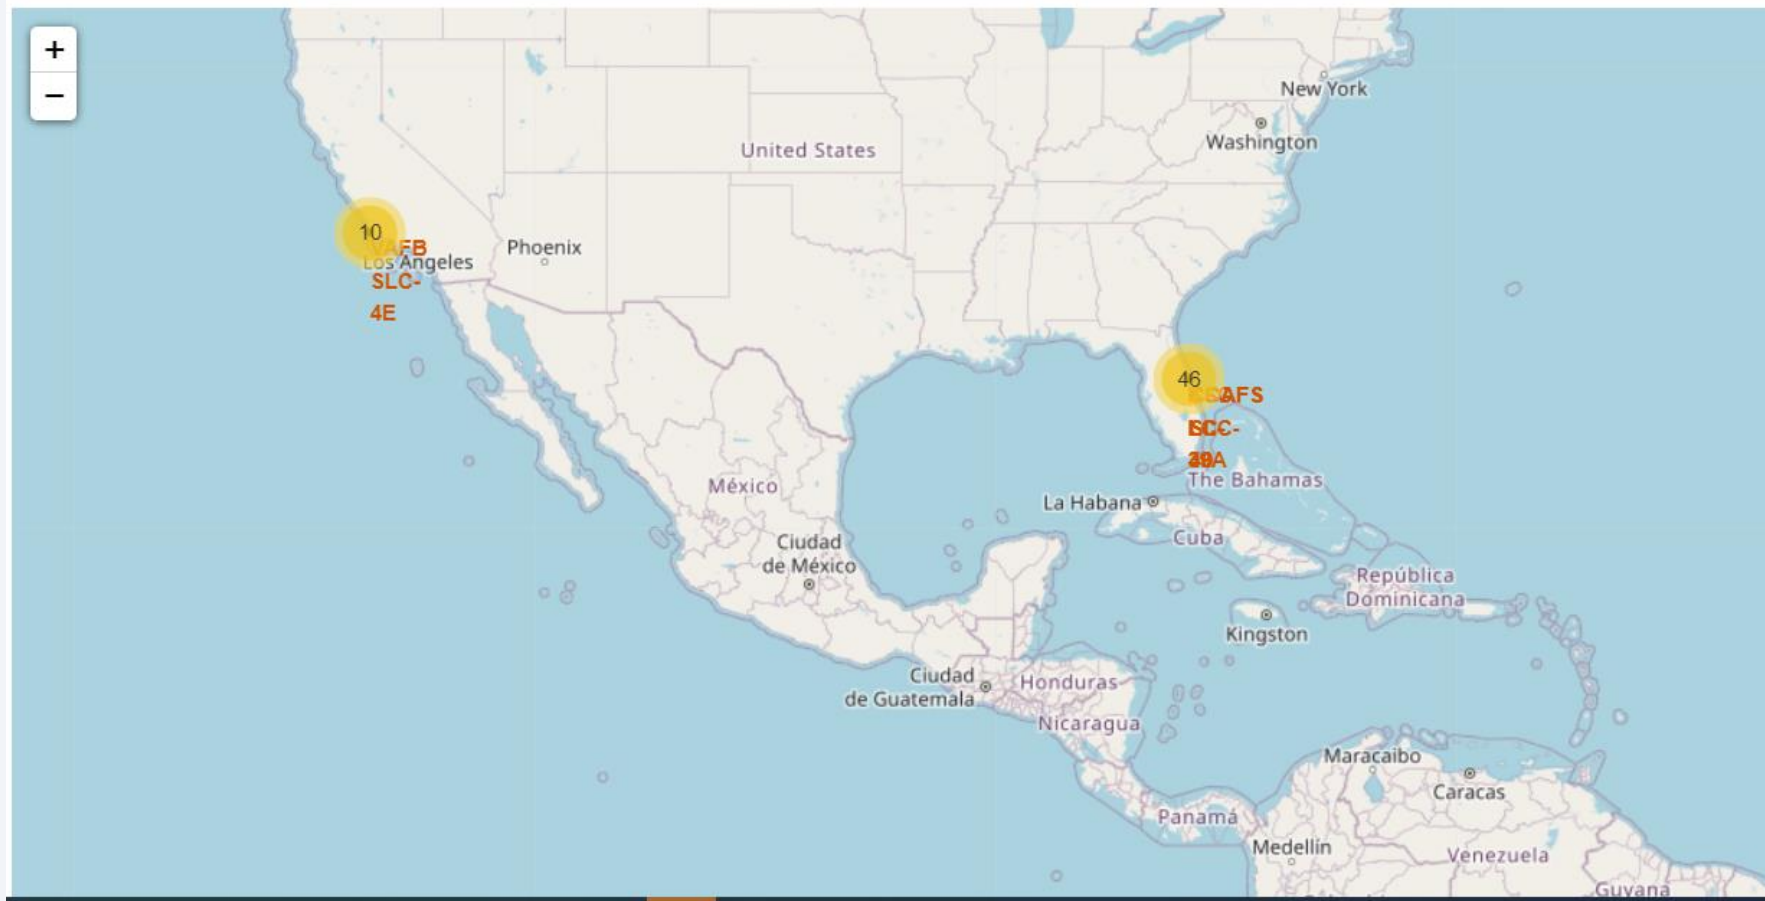 +
−
New York
Washington
United States
10
VAFB
Los Angeles
SLC-
4E
Phoenix
46
The Bahamas
México
La Habana
Cuba
Ciudad
de México
República
Dominicana
Kingston
Ciudad
de Guatemala
Honduras
Nicaragua
Maracaibo
Caracas
Panamá
Medellín
Venezuela
Guyana